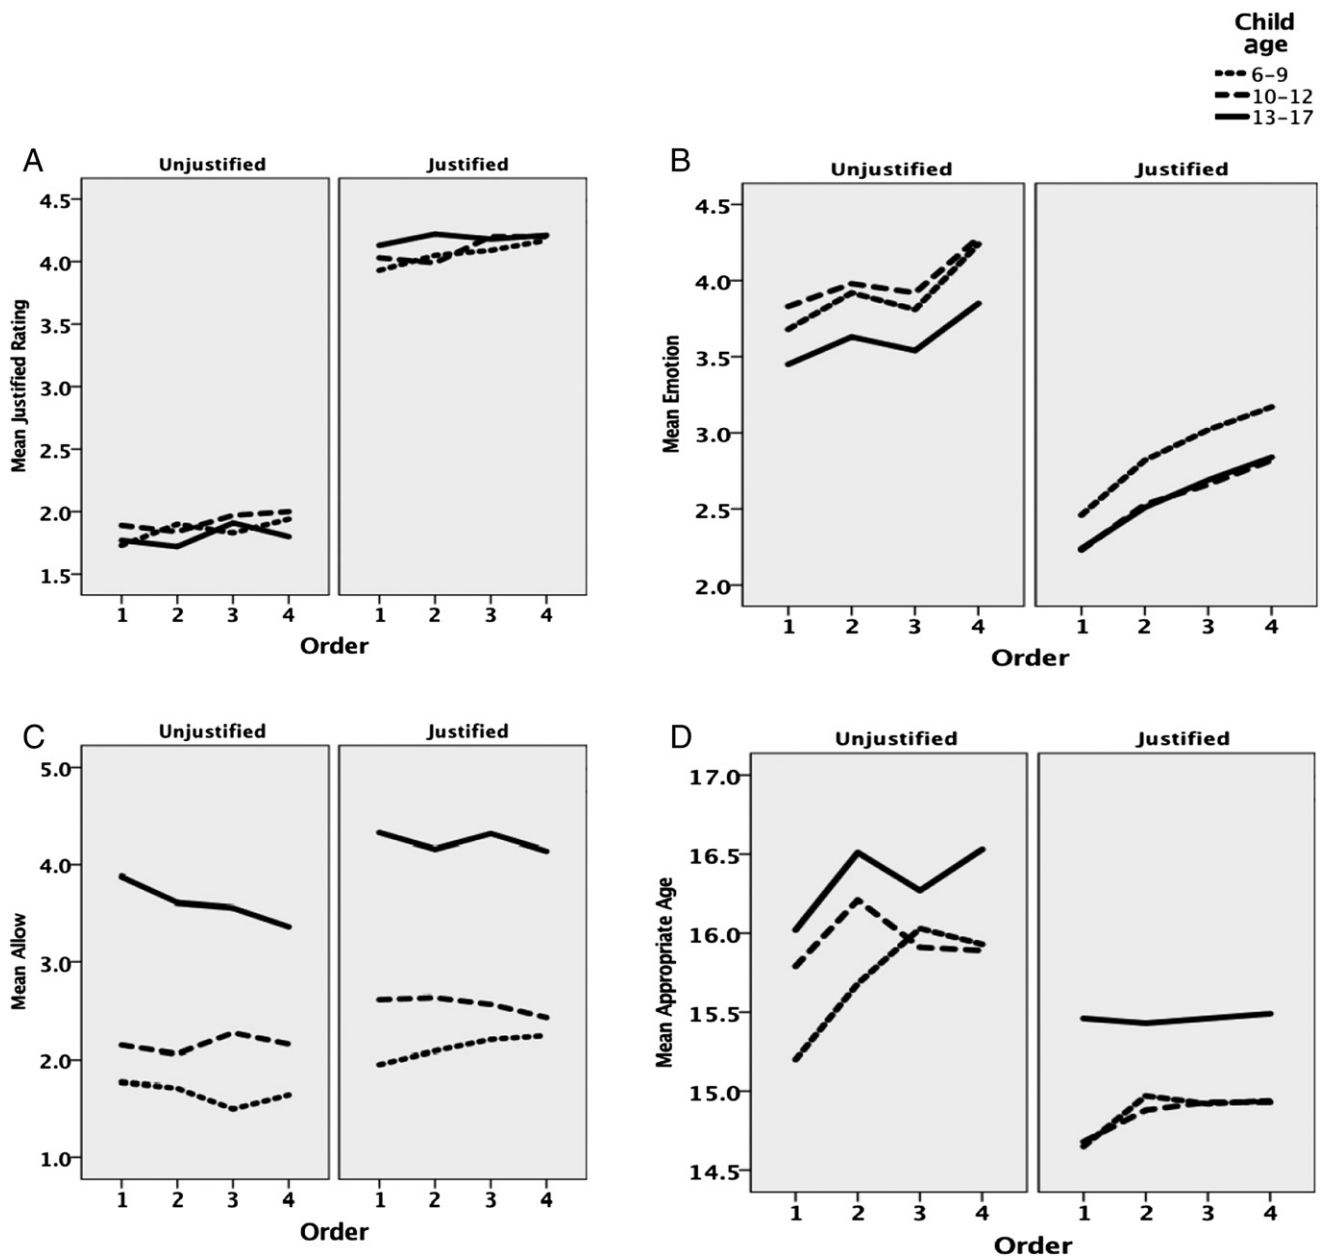 Child
age
6–9
10–12
13–17
A
Unjustified
Justified
4.5
4.0
3.5
3.0
2.5
2.0
1.5
Mean Justified Rating
1 2 3 4 1 2 3 4
Order
B
Unjustified
Justified
4.5
4.0
3.5
3.0
2.5
2.0
Mean Emotion
1 2 3 4 1 2 3 4
Order
C
Unjustified
Justified
5.0
4.0
3.0
2.0
1.0
Mean Allow
1 2 3 4 1 2 3 4
Order
D
Unjustified
Justified
17.0
16.5
16.0
15.5
15.0
14.5
Mean Appropriate Age
1 2 3 4 1 2 3 4
Order